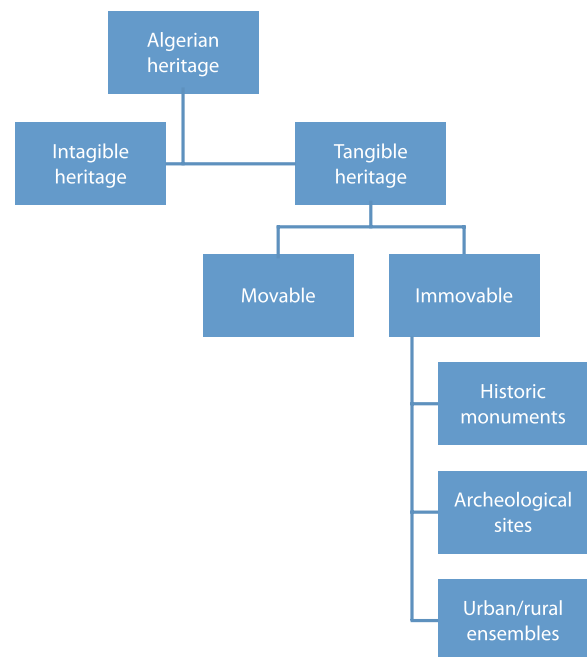 Algerian
heritage
Intagible
heritage
Tangible
heritage
Movable
Immovable
Historic
monuments
Archeological
sites
Urban/rural
ensembles